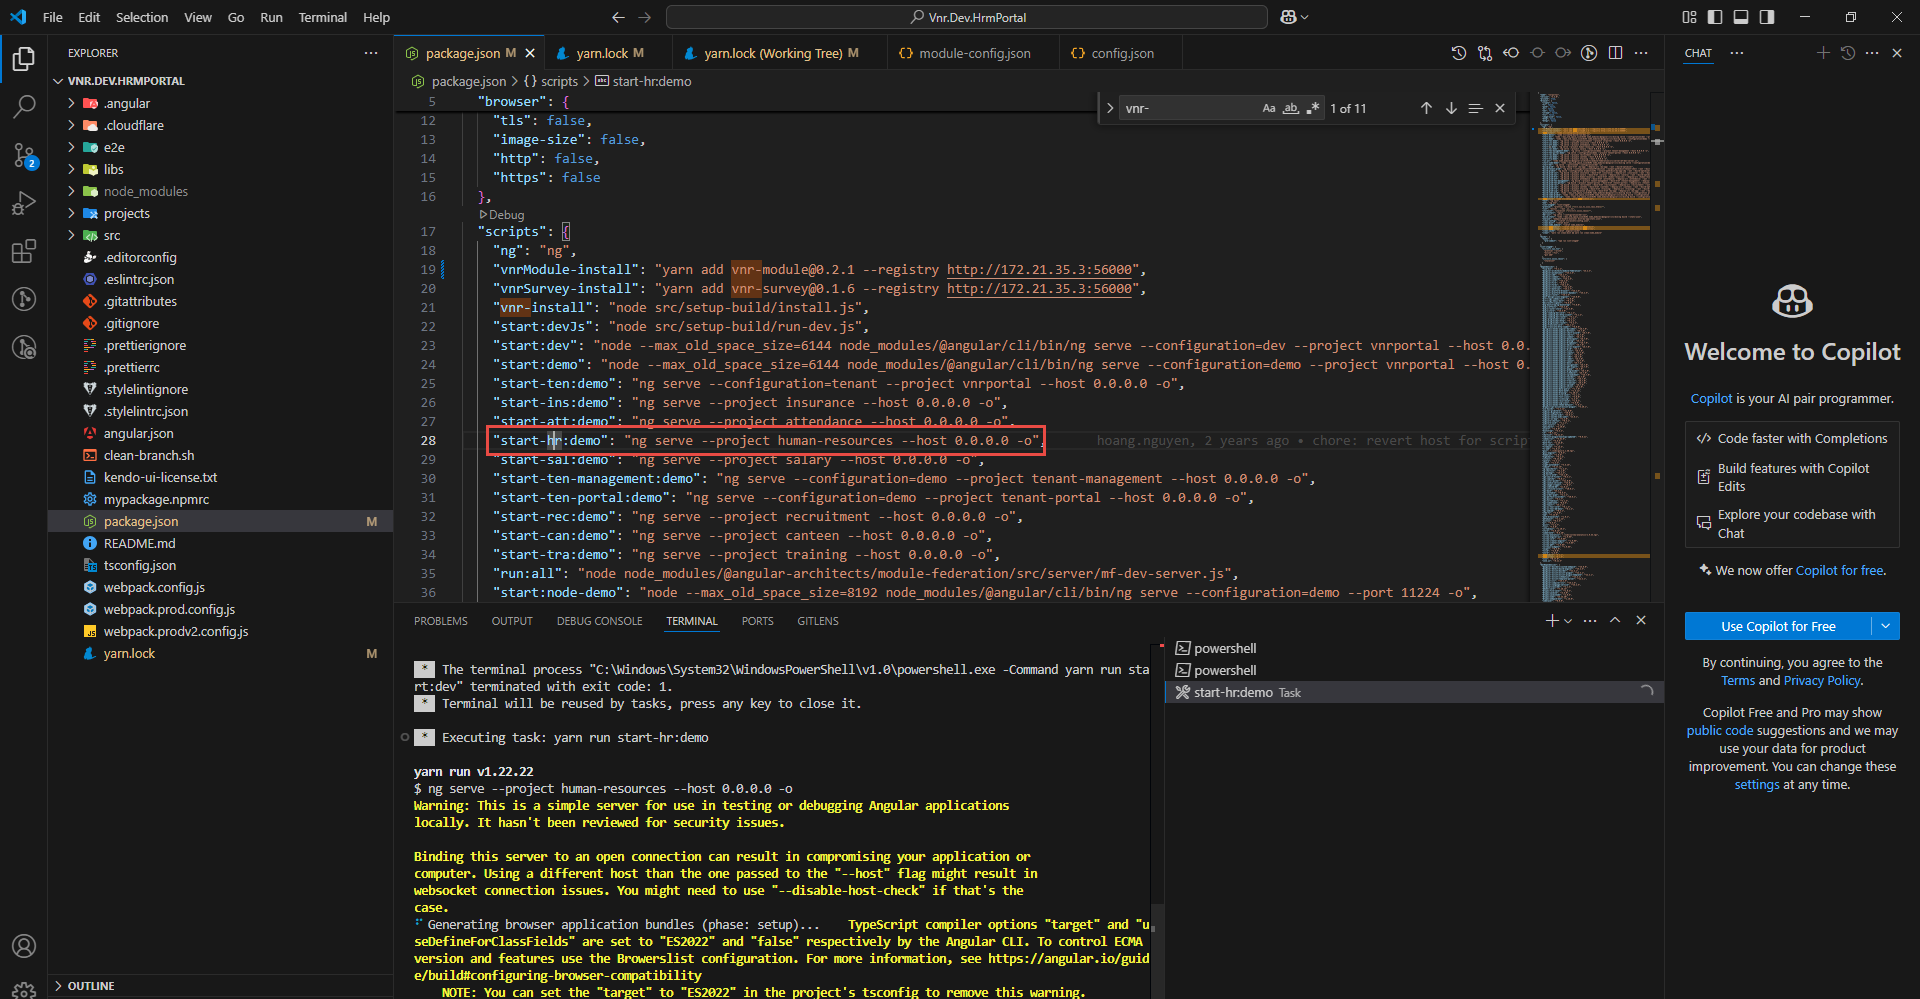 File Edit Selection View Go Run Terminal Help
Vnr.Dev.HrmPortal
EXPLORER
VNR.DEV.HRMPORTAL
.angular
.cloudflare
e2e
libs
node_modules
projects
src
.editorconfig
.eslintrc.json
.gitattributes
.gitignore
.prettierignore
.prettierrc
.stylelintignore
.stylelintrc.json
angular.json
clean-branch.sh
kendo-ui-license.txt
mypackage.npmrc
package.json M
README.md
tsconfig.json
webpack.config.js
webpack.prod.config.js
webpack.prodv2.config.js
yarn.lock M
OUTLINE
2
package.json M
yarn.lock M
yarn.lock (Working Tree) M
module-config.json
config.json
package.json > {} scripts > start-hr:demo
vnr-
Aa ab
1 of 11
5 "browser": {
12 "tls": false,
13 "image-size": false,
14 "http": false,
15 "https": false
16 },
Debug
17 "scripts": {
18 "ng": "ng",
19 "vnrModule-install": "yarn add vnr-module@0.2.1 --registry http://172.21.35.3:56000",
20 "vnrSurvey-install": "yarn add vnr-survey@0.1.6 --registry http://172.21.35.3:56000",
21 "vnr-install": "node src/setup-build/install.js",
22 "start:devJs": "node src/setup-build/run-dev.js",
23 "start:dev": "node --max_old_space_size=6144 node_modules/@angular/cli/bin/ng serve --configuration=dev --project vnrportal --host 0.0.
24 "start:demo": "node --max_old_space_size=6144 node_modules/@angular/cli/bin/ng serve --configuration=demo --project vnrportal --host 0.
25 "start-ten:demo": "ng serve --configuration=tenant --project vnrportal --host 0.0.0.0 -o",
26 "start-ins:demo": "ng serve --project insurance --host 0.0.0.0 -o",
27 "start-att:demo": "ng serve --project attendance --host 0.0.0.0 -o",
28 "start-hr:demo": "ng serve --project human-resources --host 0.0.0.0 -o", hoang.nguyen, 2 years ago • chore: revert host for script
29 "start-sal:demo": "ng serve --project salary --host 0.0.0.0 -o",
30 "start-ten-management:demo": "ng serve --configuration=demo --project tenant-management --host 0.0.0.0 -o",
31 "start-ten-portal:demo": "ng serve --configuration=demo --project tenant-portal --host 0.0.0.0 -o",
32 "start-rec:demo": "ng serve --project recruitment --host 0.0.0.0 -o",
33 "start-can:demo": "ng serve --project canteen --host 0.0.0.0 -o",
34 "start-tra:demo": "ng serve --project training --host 0.0.0.0 -o",
35 "run:all": "node node_modules/@angular-architects/module-federation/src/server/mf-dev-server.js",
36 "start:node-demo": "node --max_old_space_size=8192 node_modules/@angular/cli/bin/ng serve --configuration=demo --port 11224 -o",
PROBLEMS OUTPUT DEBUG CONSOLE TERMINAL PORTS GITLENS
* The terminal process "C:\Windows\System32\WindowsPowerShell\v1.0\powershell.exe -Command yarn run sta
rt:dev" terminated with exit code: 1.
* Terminal will be reused by tasks, press any key to close it.
* Executing task: yarn run start-hr:demo
yarn run v1.22.22
$ ng serve --project human-resources --host 0.0.0.0 -o
Warning: This is a simple server for use in testing or debugging Angular applications
locally. It hasn't been reviewed for security issues.
Binding this server to an open connection can result in compromising your application or
computer. Using a different host than the one passed to the "--host" flag might result in
websocket connection issues. You might need to use "--disable-host-check" if that's the
case.
Generating browser application bundles (phase: setup)... TypeScript compiler options "target" and "u
seDefineForClassFields" are set to "ES2022" and "false" respectively by the Angular CLI. To control ECMA
version and features use the Browerslist configuration. For more information, see https://angular.io/guid
e/build#configuring-browser-compatibility
NOTE: You can set the "target" to "ES2022" in the project's tsconfig to remove this warning.
powershell
powershell
start-hr:demo Task
CHAT
Welcome to Copilot
Copilot is your AI pair programmer.
Code faster with Completions
Build features with Copilot
Edits
Explore your codebase with
Chat
We now offer Copilot for free.
Use Copilot for Free
By continuing, you agree to the
Terms and Privacy Policy.
Copilot Free and Pro may show
public code suggestions and we may
use your data for product
improvement. You can change these
settings at any time.